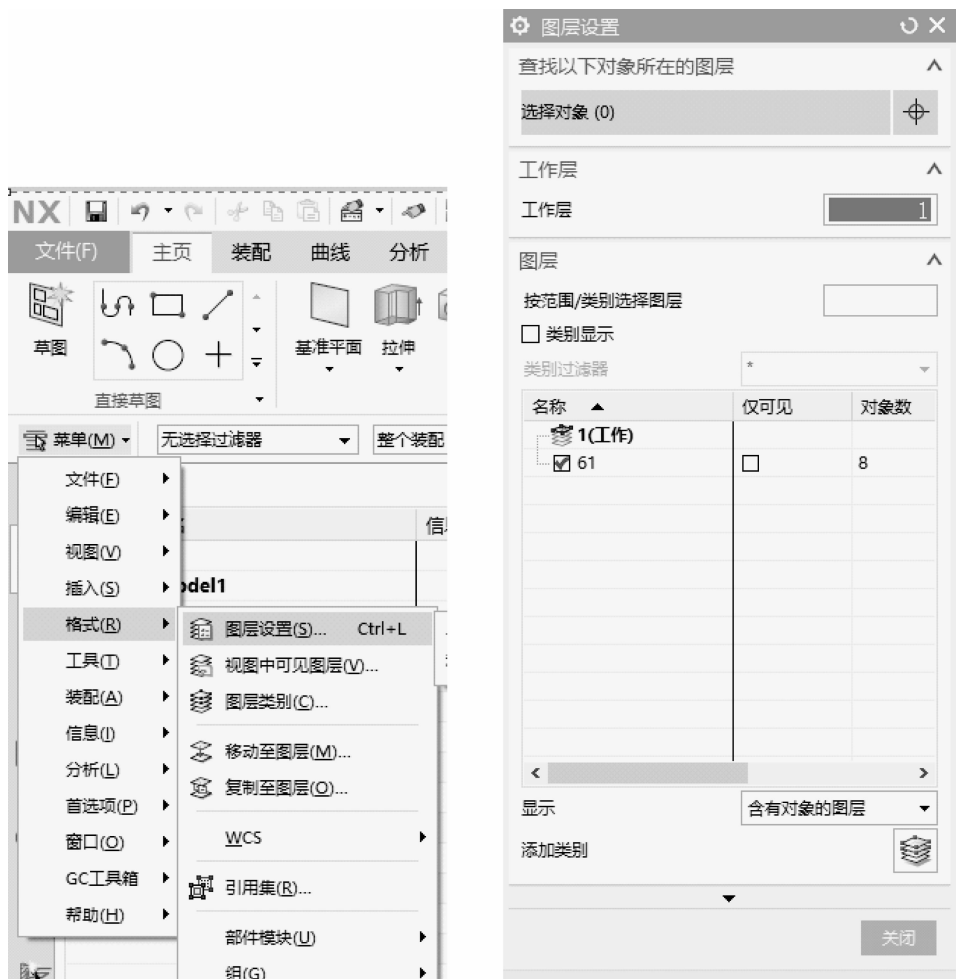 NX
文件(F) 主页 装配 曲线 分析
草图
基准平面 拉伸
直接草图
菜单(M) 无选择过滤器 整个装配
文件(F)
编辑(E)
视图(V)
插入(S)
格式(R)
工具(T)
装配(A)
信息(I)
分析(L)
首选项(P)
窗口(O)
GC工具箱
帮助(H)
图层设置(S)... Ctrl+L
视图中可见图层(V)...
图层类别(C)...
移动至图层(M)...
复制至图层(O)...
WCS
引用集(R)...
部件模块(U)
组(G)
图层设置
查找以下对象所在的图层
选择对象 (0)
工作层
工作层 1
图层
按范围/类别选择图层
类别显示
类别过滤器 *
名称 仅可见 对象数
1(工作)
61 8
显示 含有对象的图层
添加类别
关闭